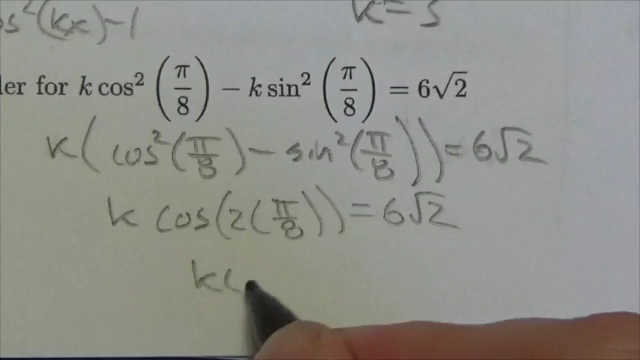 os²(kx) - 1
k = 5
der for k cos² (π/8) − k sin² (π/8) = 6√2
k(cos²(π/8) - sin²(π/8)) = 6√2
k cos(2(π/8)) = 6√2
k(